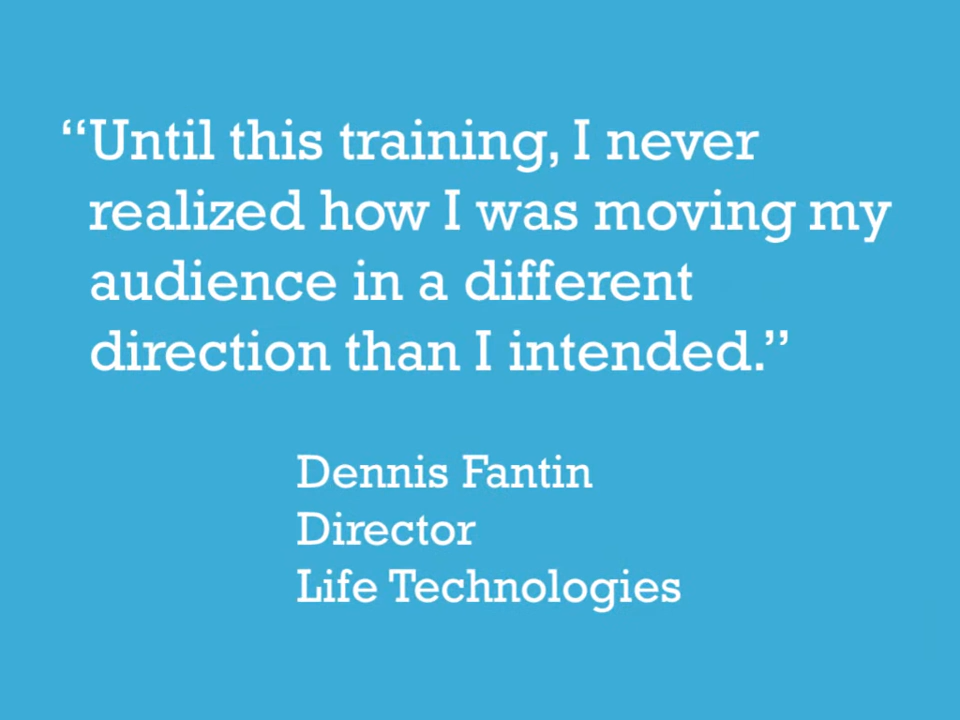 “Until this training, I never
realized how I was moving my
audience in a different
direction than I intended.”
Dennis Fantin
Director
Life Technologies